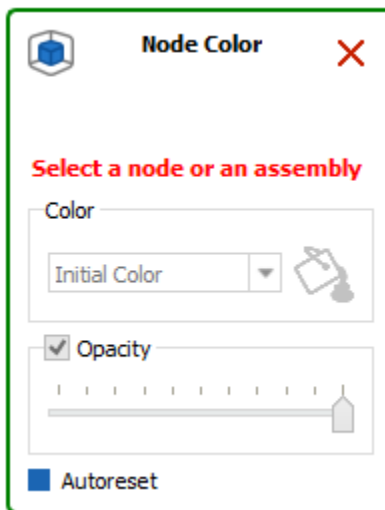 Node Color
Select a node or an assembly
Color
Initial Color
Opacity
Autoreset